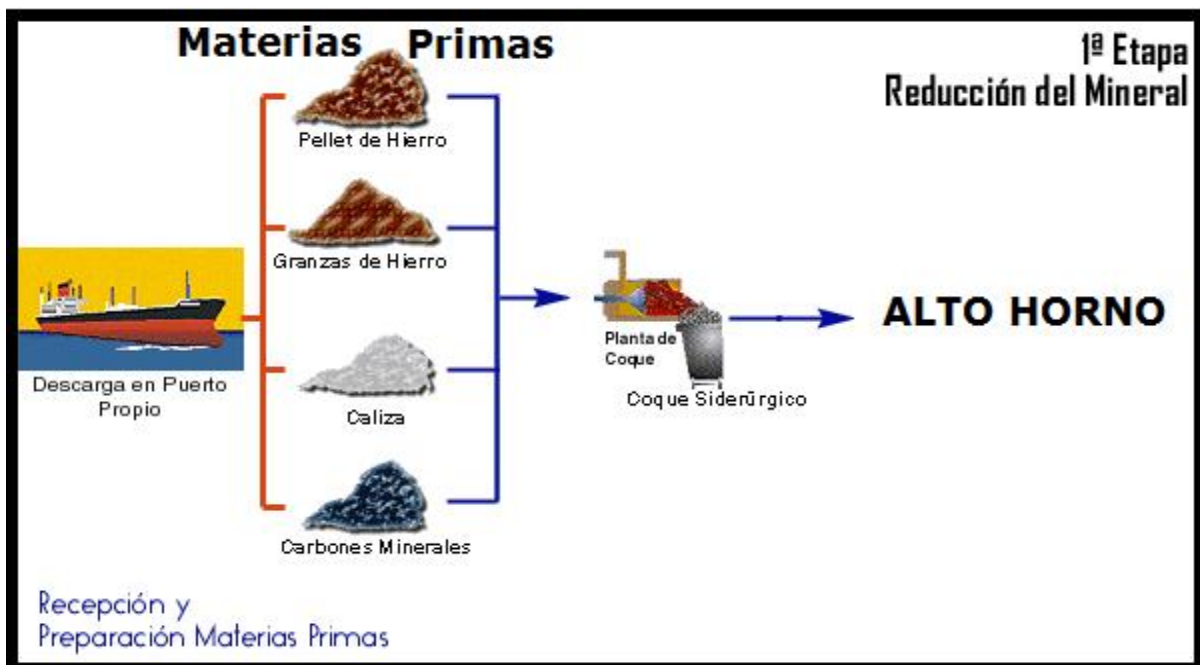 Materias Primas
1ª Etapa
Reducción del Mineral
Pellet de Hierro
Granzas de Hierro
Descarga en Puerto
Propio
Caliza
Carbones Minerales
Planta de
Coque
Coque Siderúrgico
ALTO HORNO
Recepción y
Preparación Materias Primas